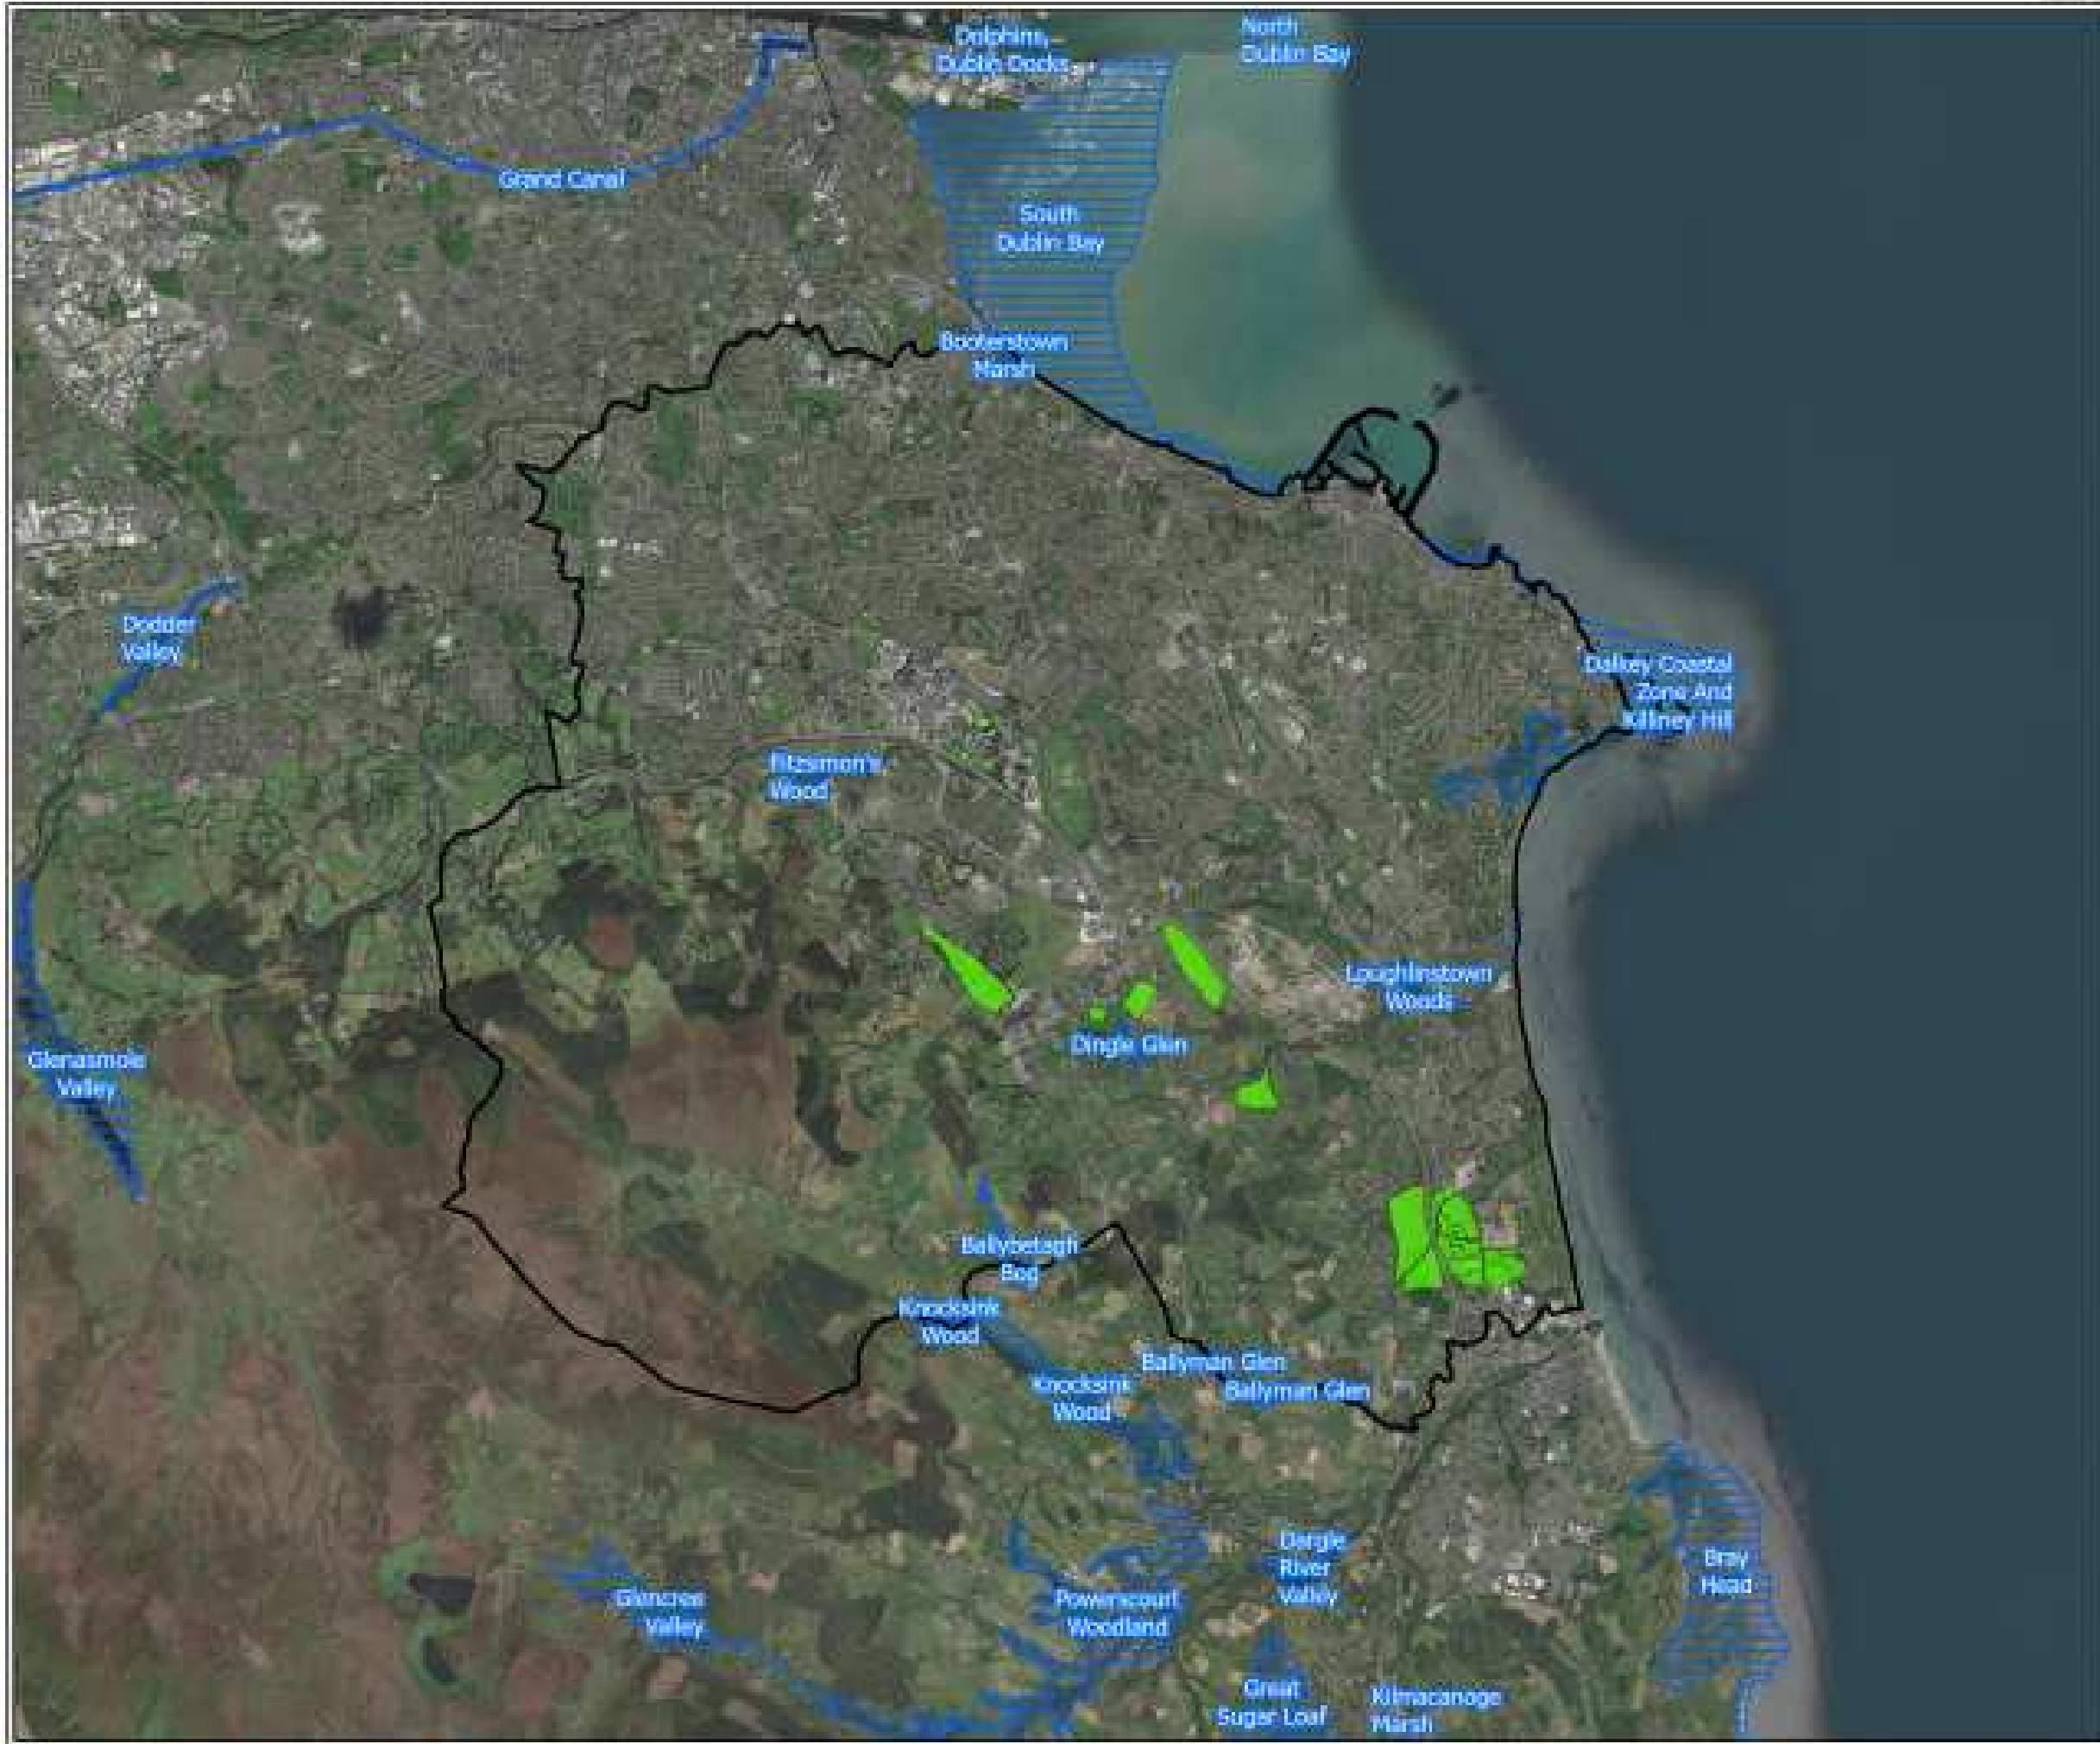 Dolphins,
Dublin Docks
North
Dublin Bay
Grand Canal
South
Dublin Bay
Booterstown
Marsh
Dodder
Valley
Dalkey Coastal
Zone And
Killiney Hill
Fitzsimon's
Wood
Loughlinstown
Woods
Dingle Glen
Glenasmole
Valley
Ballybetagh
Bog
Knocksink
Wood
Ballyman Glen
Ballyman Glen
Knocksink
Wood
Dargle
River
Valley
Bray
Head
Glencree
Valley
Powerscourt
Woodland
Great
Sugar Loaf
Kilmacanoge
Marsh